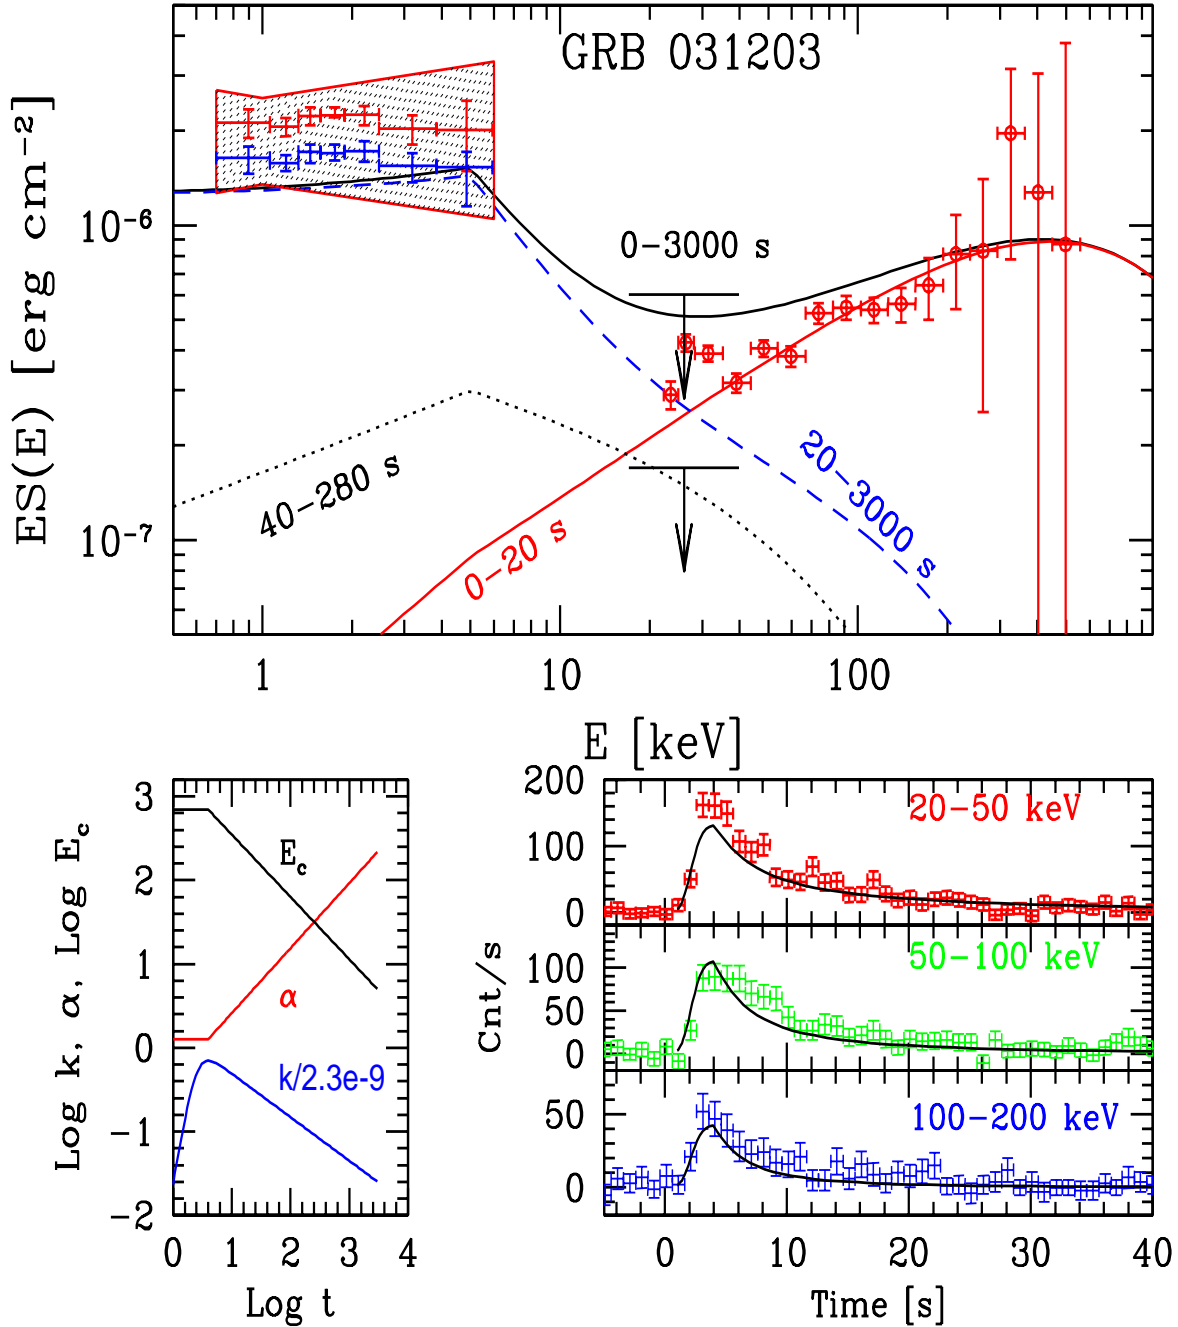 GRB 031203
ES(E) [erg cm⁻²]
10⁻⁶
10⁻⁷
0-3000 s
40-280 s
0-20 s
20-3000 s
1 10 100
E [keV]
Log k, α, Log E_c
3
2
1
0
-1
-2
E_c
α
k/2.3e-9
0 1 2 3 4
Log t
Cnt/s
200
100
0
20-50 keV
100
50
0
50-100 keV
50
0
100-200 keV
0 10 20 30 40
Time [s]